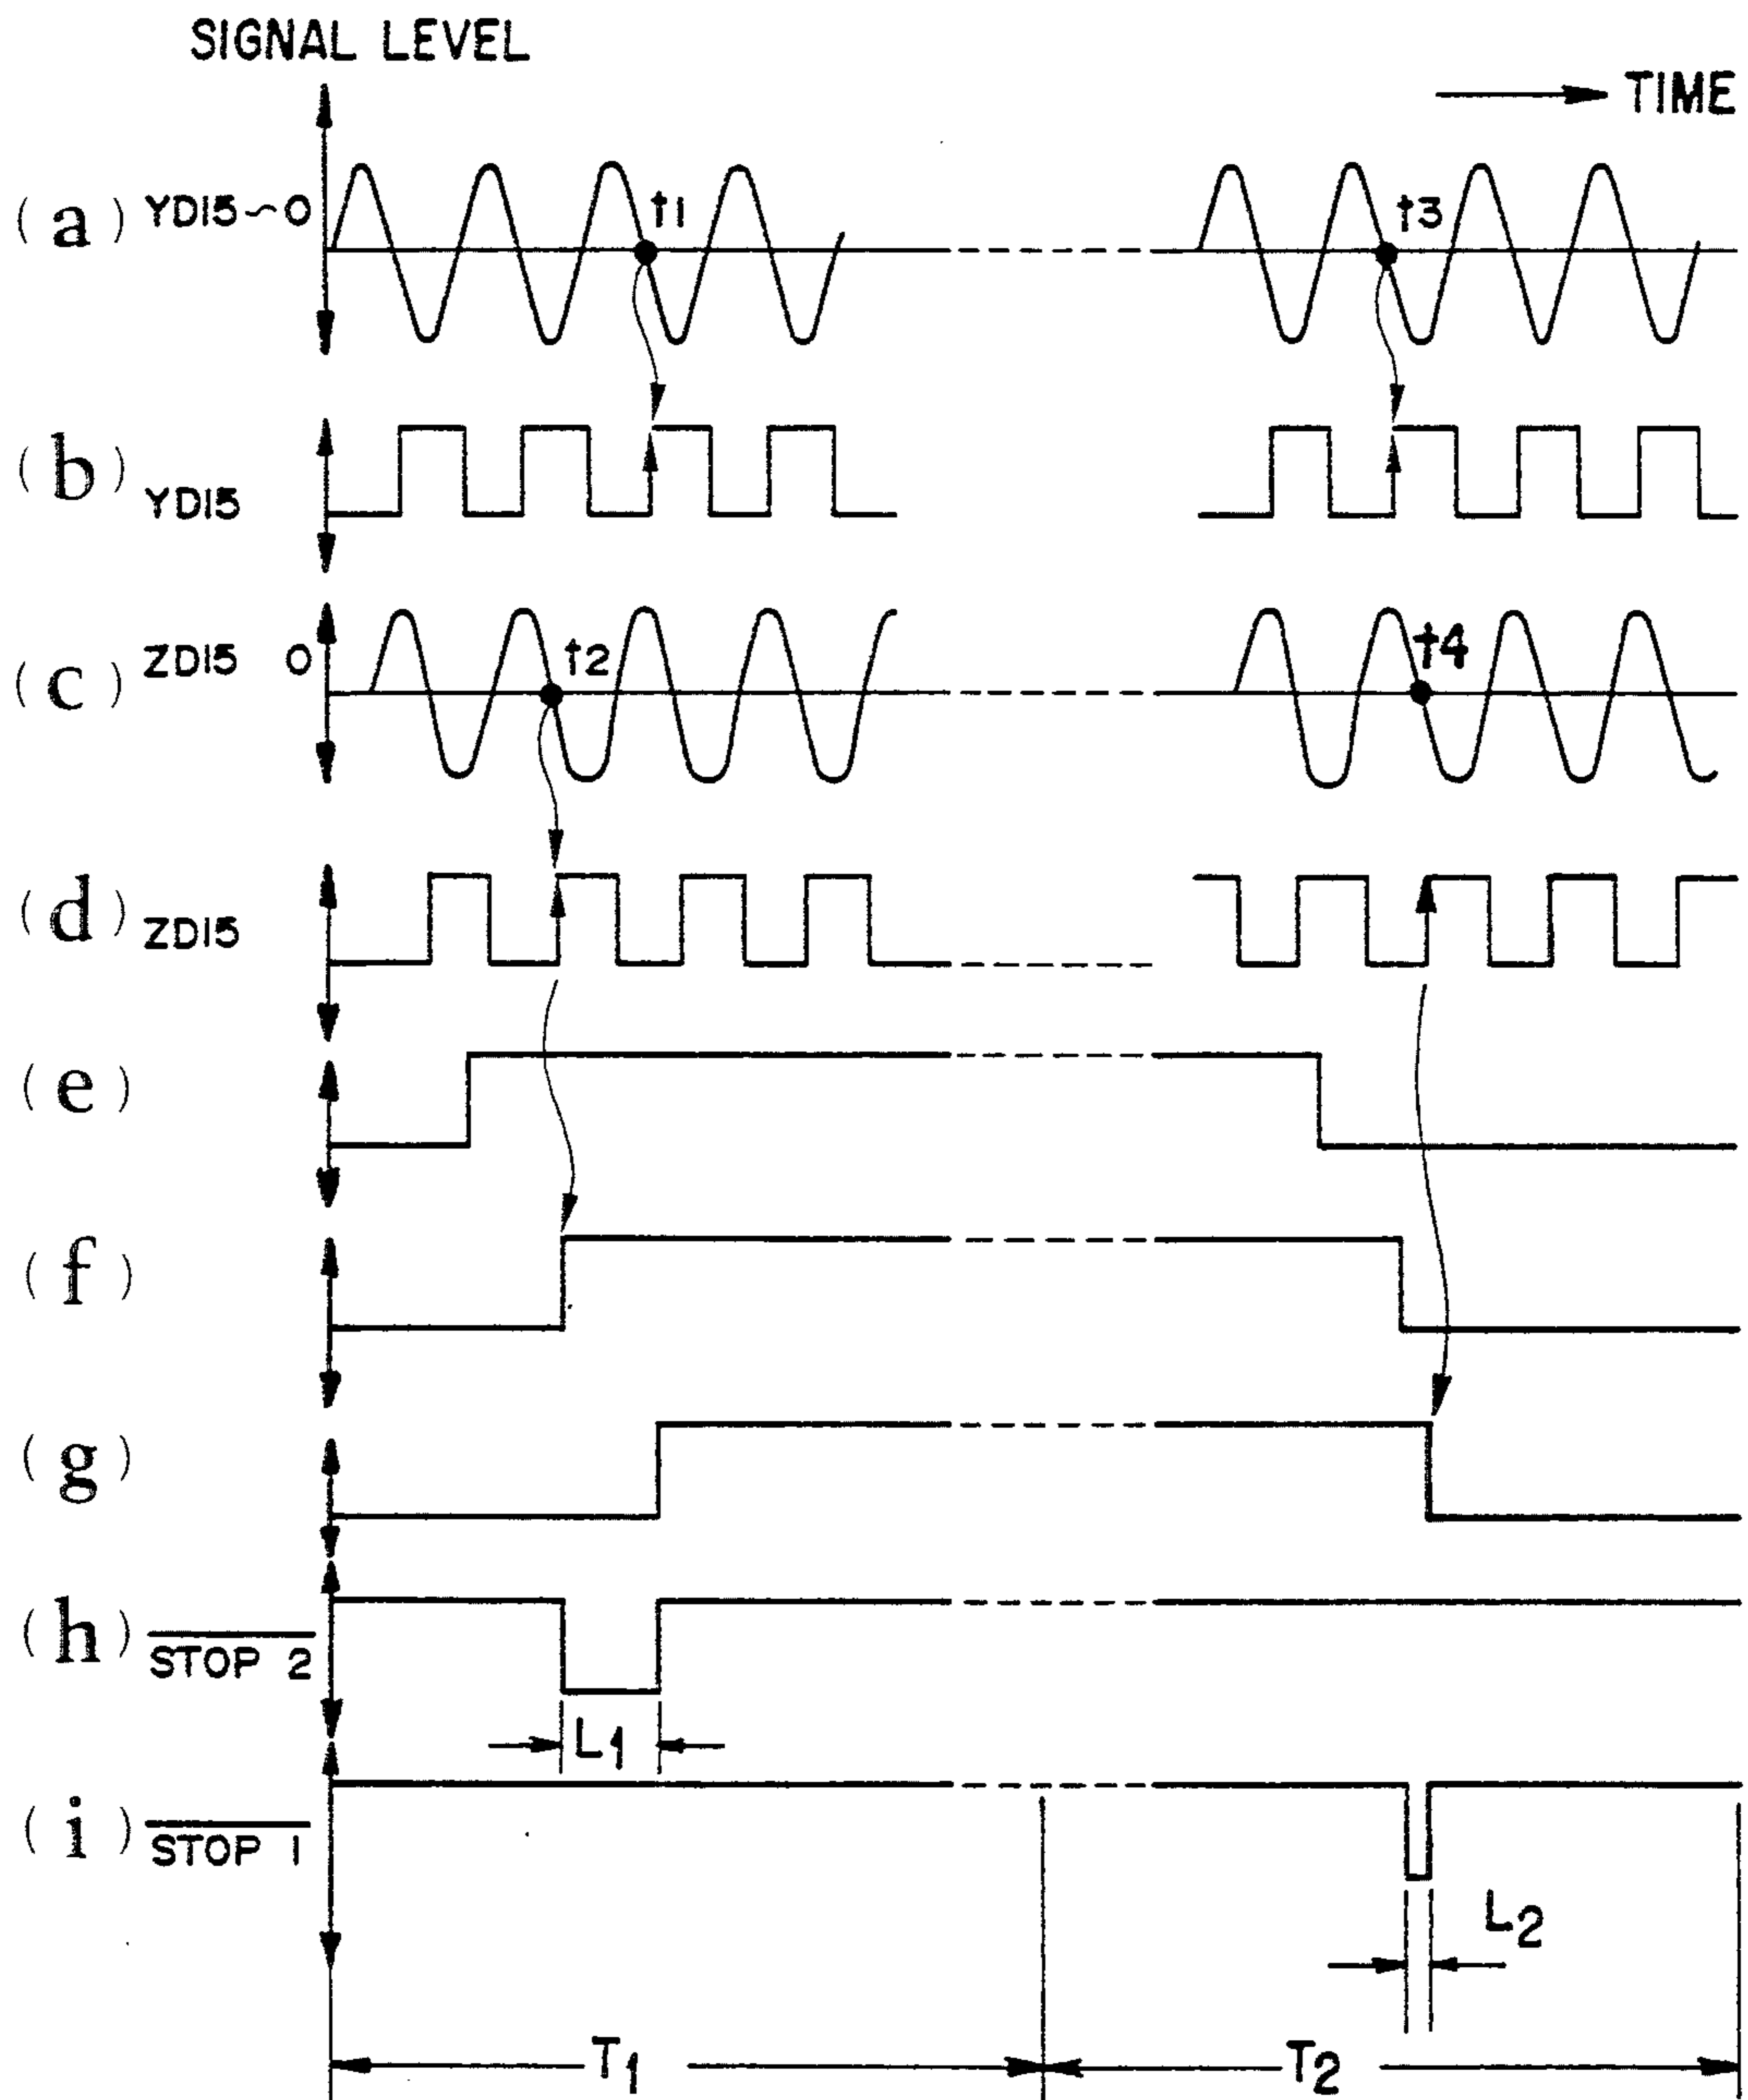 SIGNAL LEVEL
TIME
(a) YD15~0
t1
t3
(b) YD15
(c) ZD15 0
t2
t4
(d) ZD15
(e)
(f)
(g)
(h) STOP 2
L1
(i) STOP 1
L2
T1
T2